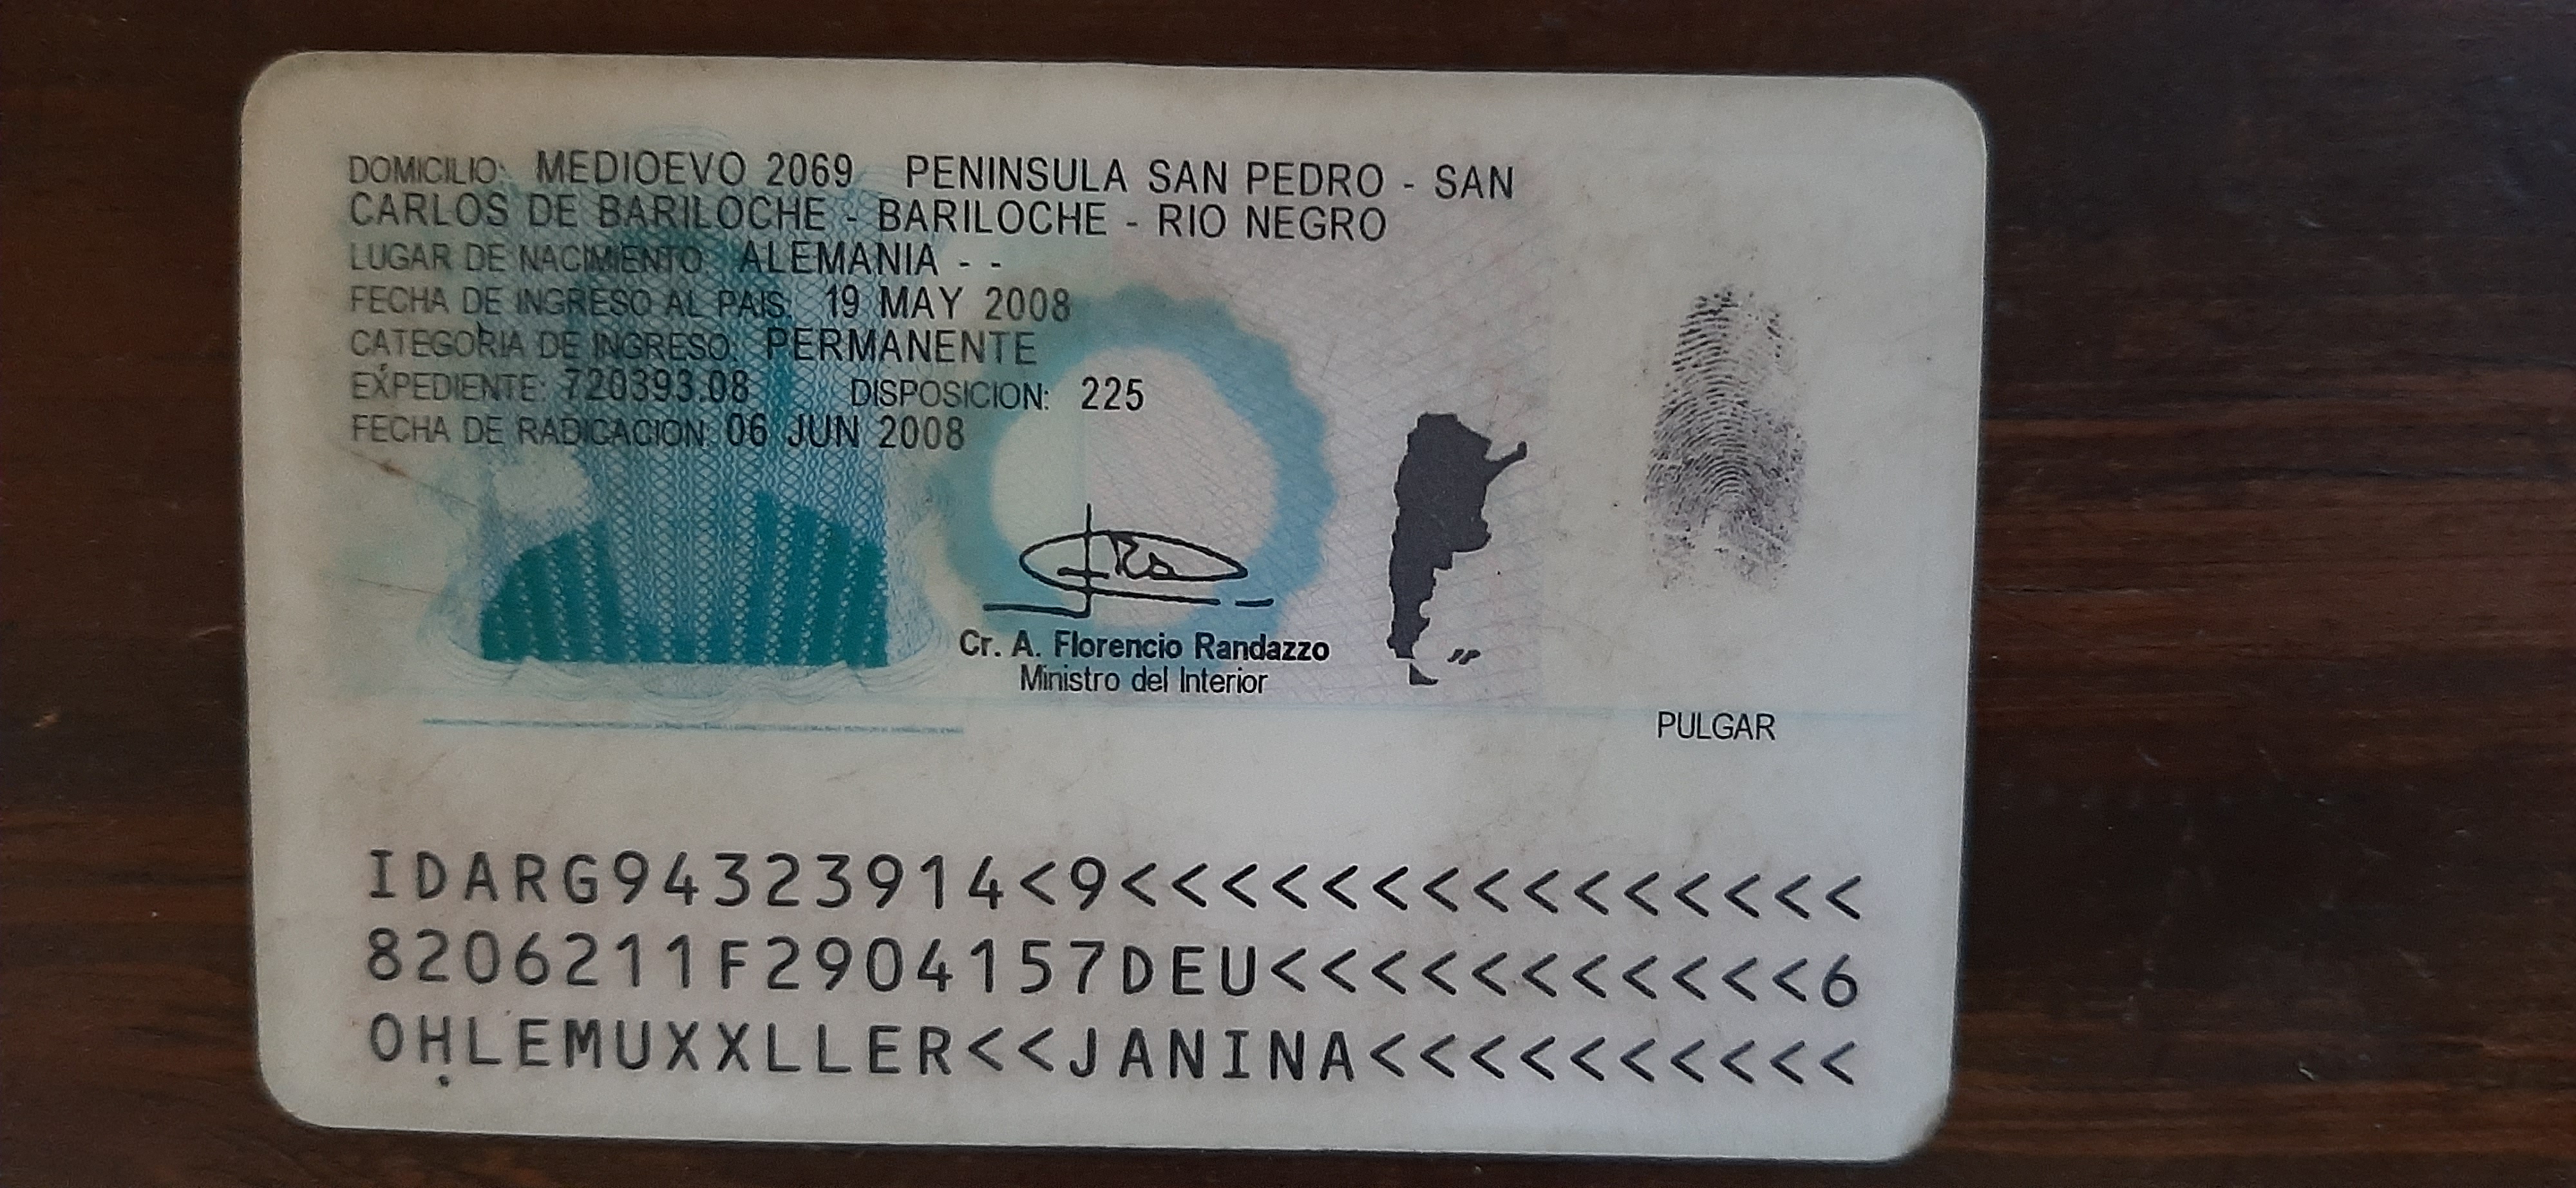 DOMICILIO: MEDIOEVO 2069 PENINSULA SAN PEDRO - SAN
CARLOS DE BARILOCHE - BARILOCHE - RIO NEGRO
LUGAR DE NACIMIENTO: ALEMANIA - -
FECHA DE INGRESO AL PAIS: 19 MAY 2008
CATEGORIA DE INGRESO: PERMANENTE
EXPEDIENTE: 720393.08 DISPOSICION: 225
FECHA DE RADICACION: 06 JUN 2008
Cr. A. Florencio Randazzo
Ministro del Interior
PULGAR
IDARG94323914<9<<<<<<<<<<<<<<<
8206211F2904157DEU<<<<<<<<<<<6
OHLEMUXXLLER<<JANINA<<<<<<<<<<